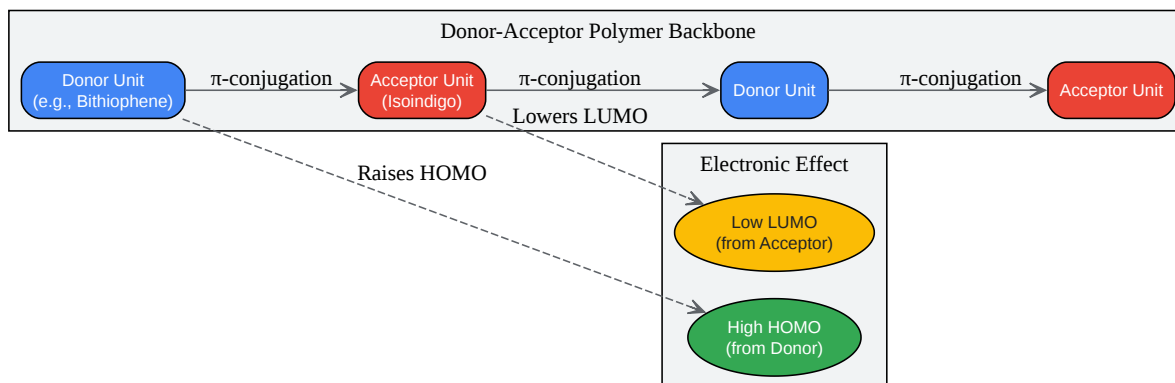 Donor-Acceptor Polymer Backbone
Donor Unit
(e.g., Bithiophene)
π-conjugation
Acceptor Unit
(Isoindigo)
π-conjugation
Donor Unit
π-conjugation
Acceptor Unit
Lowers LUMO
Raises HOMO
Electronic Effect
Low LUMO
(from Acceptor)
High HOMO
(from Donor)